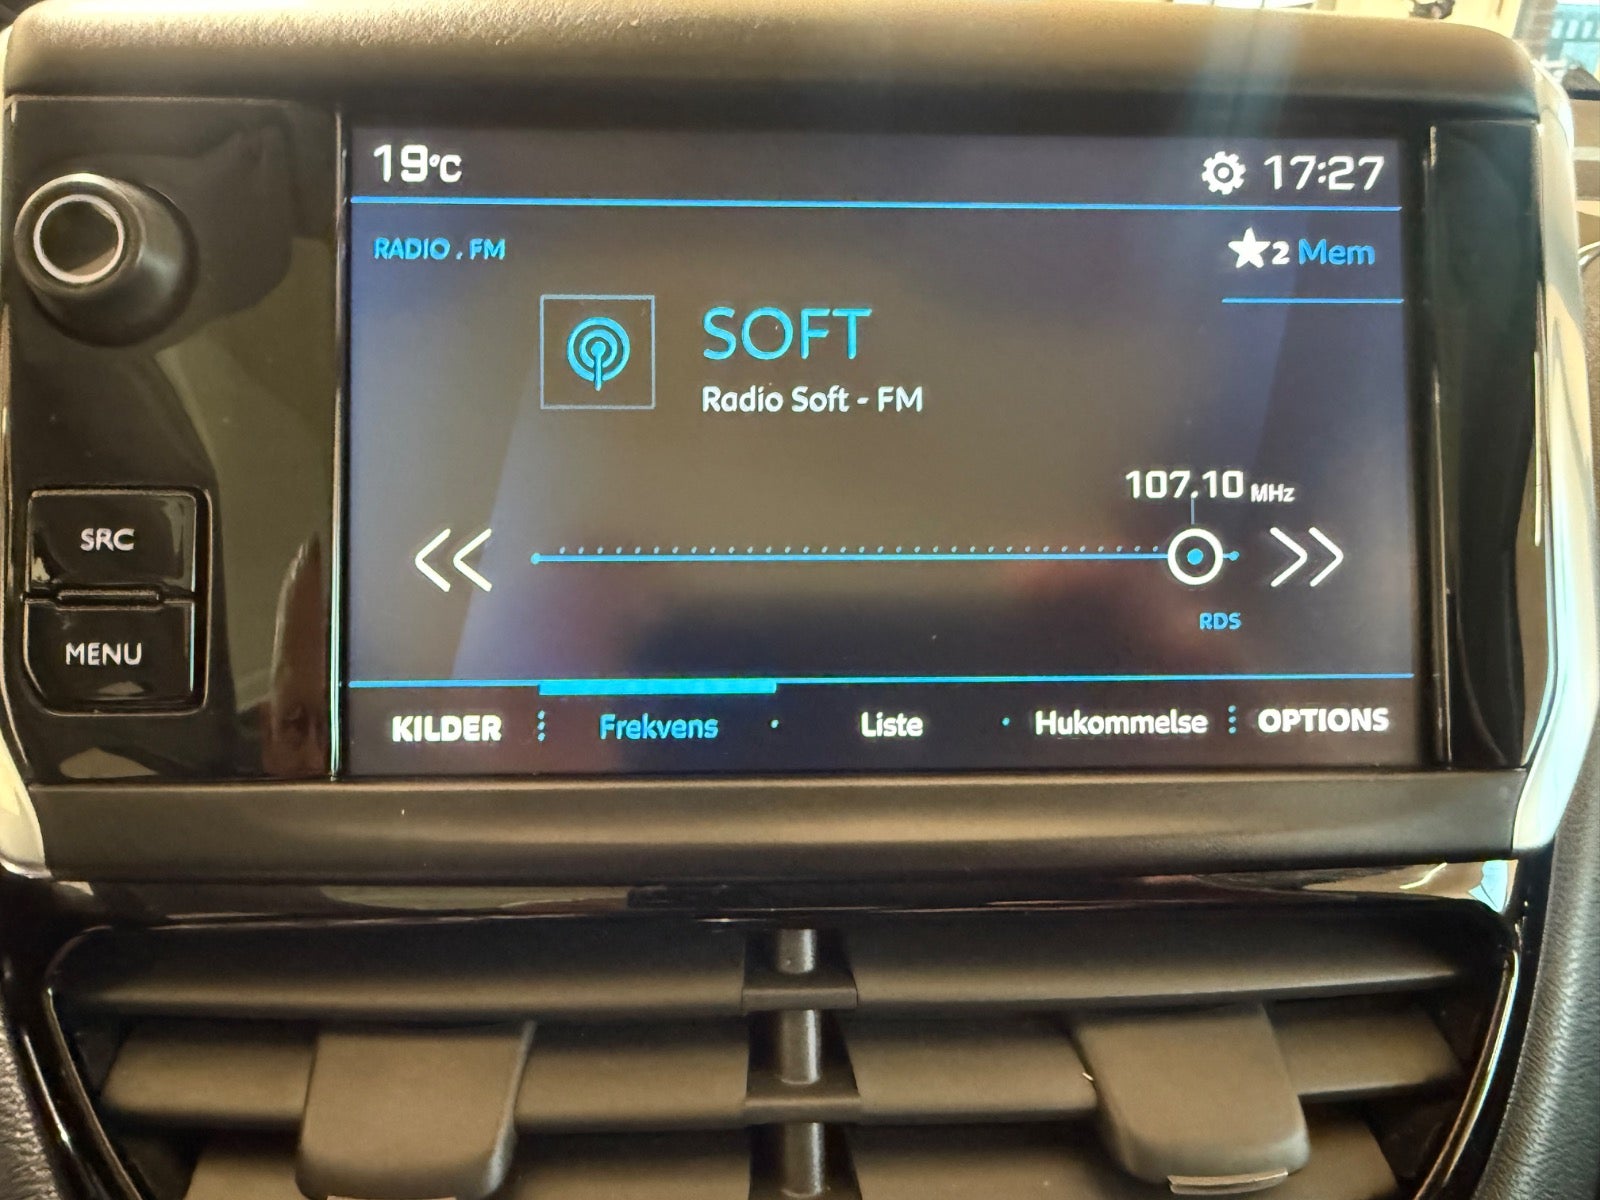 19°C
17:27
RADIO . FM
2 Mem
SOFT
Radio Soft - FM
107.10 MHz
RDS
SRC
MENU
KILDER
Frekvens
Liste
Hukommelse
OPTIONS